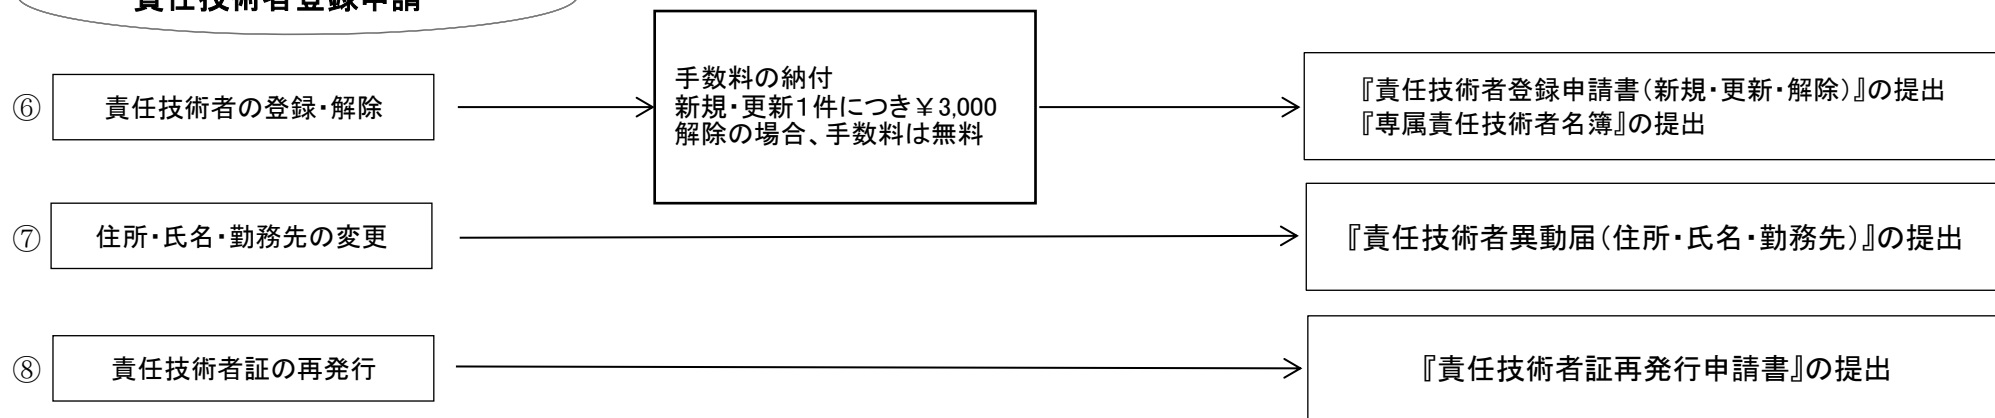 責任技術者登録申請
⑥
責任技術者の登録・解除
手数料の納付
新規・更新1件につき¥3,000
解除の場合、手数料は無料
『責任技術者登録申請書(新規・更新・解除)』の提出
『専属責任技術者名簿』の提出
⑦
住所・氏名・勤務先の変更
『責任技術者異動届(住所・氏名・勤務先)』の提出
⑧
責任技術者証の再発行
『責任技術者証再発行申請書』の提出